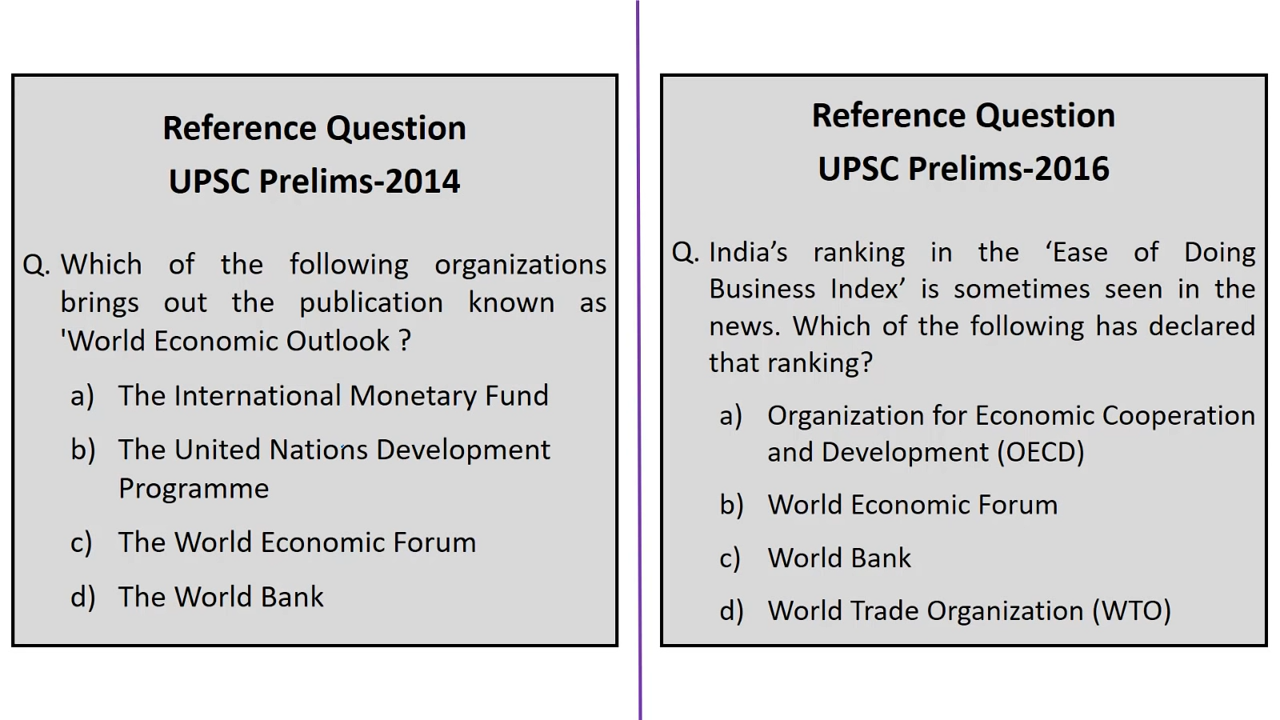 Reference Question
UPSC Prelims-2014
Q. Which of the following organizations
brings out the publication known as
'World Economic Outlook ?
a) The International Monetary Fund
b) The United Nations Development
Programme
c) The World Economic Forum
d) The World Bank
Reference Question
UPSC Prelims-2016
Q. India’s ranking in the ‘Ease of Doing
Business Index’ is sometimes seen in the
news. Which of the following has declared
that ranking?
a) Organization for Economic Cooperation
and Development (OECD)
b) World Economic Forum
c) World Bank
d) World Trade Organization (WTO)